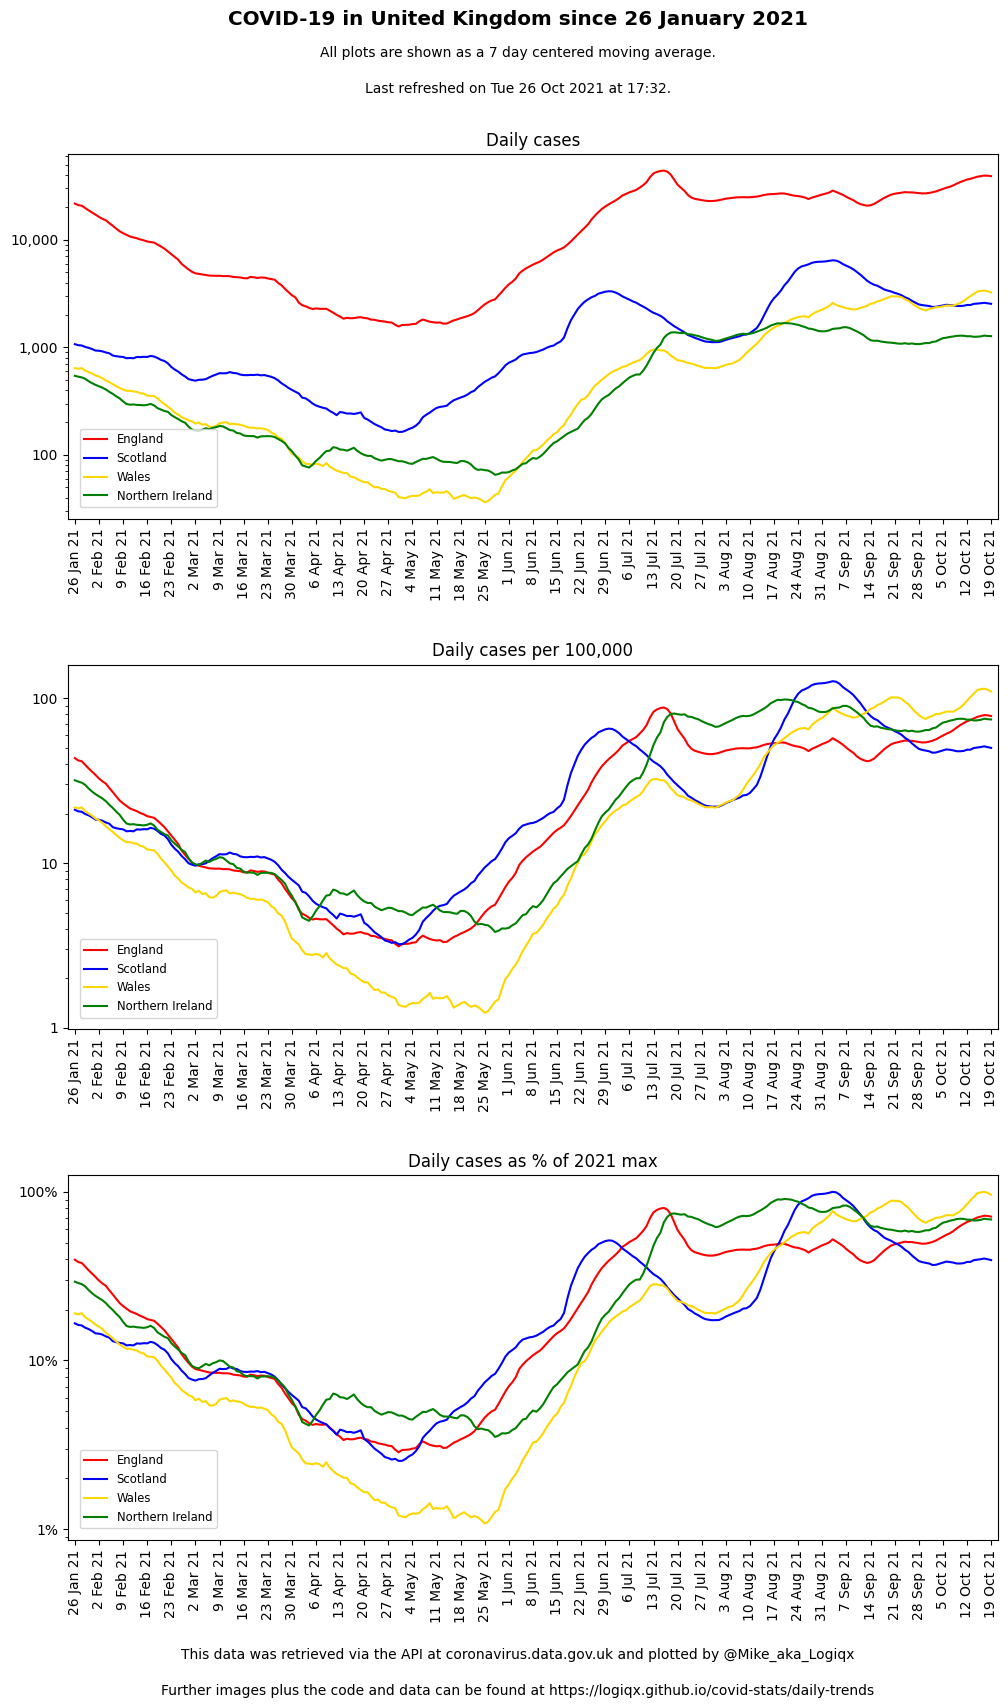 COVID-19 in United Kingdom since 26 January 2021
All plots are shown as a 7 day centered moving average.
Last refreshed on Tue 26 Oct 2021 at 17:32.
Daily cases
10,000
1,000
100
England
Scotland
Wales
Northern Ireland
26 Jan 21
2 Feb 21
9 Feb 21
16 Feb 21
23 Feb 21
2 Mar 21
9 Mar 21
16 Mar 21
23 Mar 21
30 Mar 21
6 Apr 21
13 Apr 21
20 Apr 21
27 Apr 21
4 May 21
11 May 21
18 May 21
25 May 21
1 Jun 21
8 Jun 21
15 Jun 21
22 Jun 21
29 Jun 21
6 Jul 21
13 Jul 21
20 Jul 21
27 Jul 21
3 Aug 21
10 Aug 21
17 Aug 21
24 Aug 21
31 Aug 21
7 Sep 21
14 Sep 21
21 Sep 21
28 Sep 21
5 Oct 21
12 Oct 21
19 Oct 21
Daily cases per 100,000
100
10
1
England
Scotland
Wales
Northern Ireland
26 Jan 21
2 Feb 21
9 Feb 21
16 Feb 21
23 Feb 21
2 Mar 21
9 Mar 21
16 Mar 21
23 Mar 21
30 Mar 21
6 Apr 21
13 Apr 21
20 Apr 21
27 Apr 21
4 May 21
11 May 21
18 May 21
25 May 21
1 Jun 21
8 Jun 21
15 Jun 21
22 Jun 21
29 Jun 21
6 Jul 21
13 Jul 21
20 Jul 21
27 Jul 21
3 Aug 21
10 Aug 21
17 Aug 21
24 Aug 21
31 Aug 21
7 Sep 21
14 Sep 21
21 Sep 21
28 Sep 21
5 Oct 21
12 Oct 21
19 Oct 21
Daily cases as % of 2021 max
100%
10%
1%
England
Scotland
Wales
Northern Ireland
26 Jan 21
2 Feb 21
9 Feb 21
16 Feb 21
23 Feb 21
2 Mar 21
9 Mar 21
16 Mar 21
23 Mar 21
30 Mar 21
6 Apr 21
13 Apr 21
20 Apr 21
27 Apr 21
4 May 21
11 May 21
18 May 21
25 May 21
1 Jun 21
8 Jun 21
15 Jun 21
22 Jun 21
29 Jun 21
6 Jul 21
13 Jul 21
20 Jul 21
27 Jul 21
3 Aug 21
10 Aug 21
17 Aug 21
24 Aug 21
31 Aug 21
7 Sep 21
14 Sep 21
21 Sep 21
28 Sep 21
5 Oct 21
12 Oct 21
19 Oct 21
This data was retrieved via the API at coronavirus.data.gov.uk and plotted by @Mike_aka_Logiqx
Further images plus the code and data can be found at https://logiqx.github.io/covid-stats/daily-trends